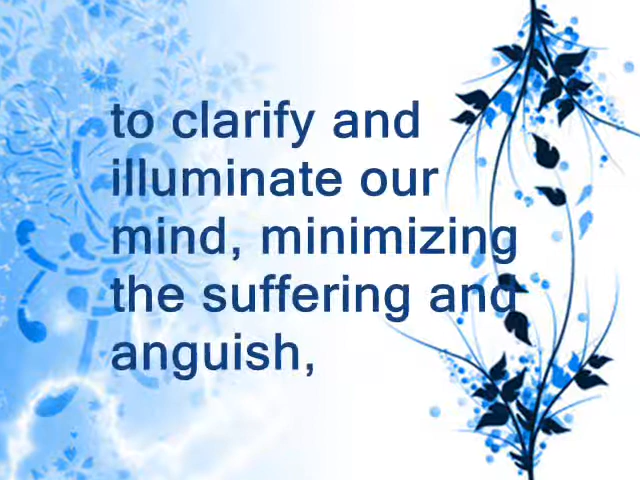 to clarify and
illuminate our
mind, minimizing
the suffering and
anguish,